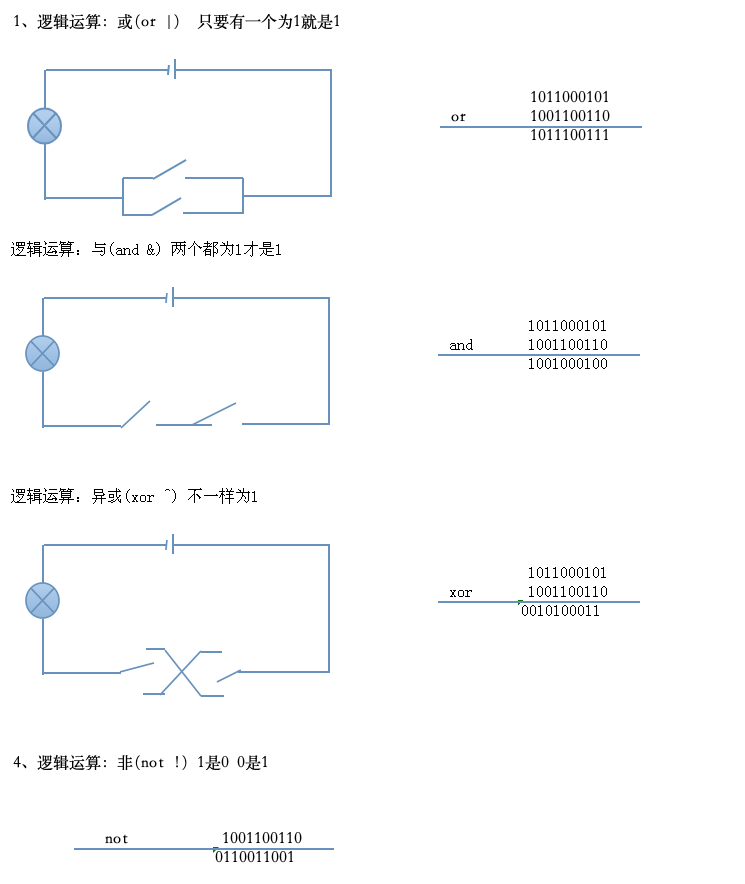 1、逻辑运算: 或(or |) 只要有一个为1就是1
1011000101
or 1001100110
1011100111
逻辑运算: 与(and &) 两个都为1才是1
1011000101
and 1001100110
1001000100
逻辑运算: 异或(xor ^) 不一样为1
1011000101
xor 1001100110
0010100011
4、逻辑运算: 非(not !) 1是0 0是1
not 1001100110
0110011001